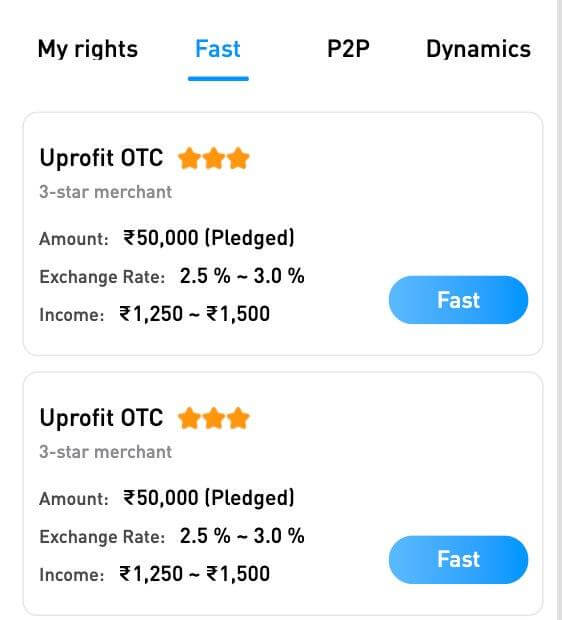 My rights Fast P2P Dynamics
Uprofit OTC
3-star merchant
Amount: ₹50,000 (Pledged)
Exchange Rate: 2.5 % ~ 3.0 %
Income: ₹1,250 ~ ₹1,500
Fast
Uprofit OTC
3-star merchant
Amount: ₹50,000 (Pledged)
Exchange Rate: 2.5 % ~ 3.0 %
Income: ₹1,250 ~ ₹1,500
Fast